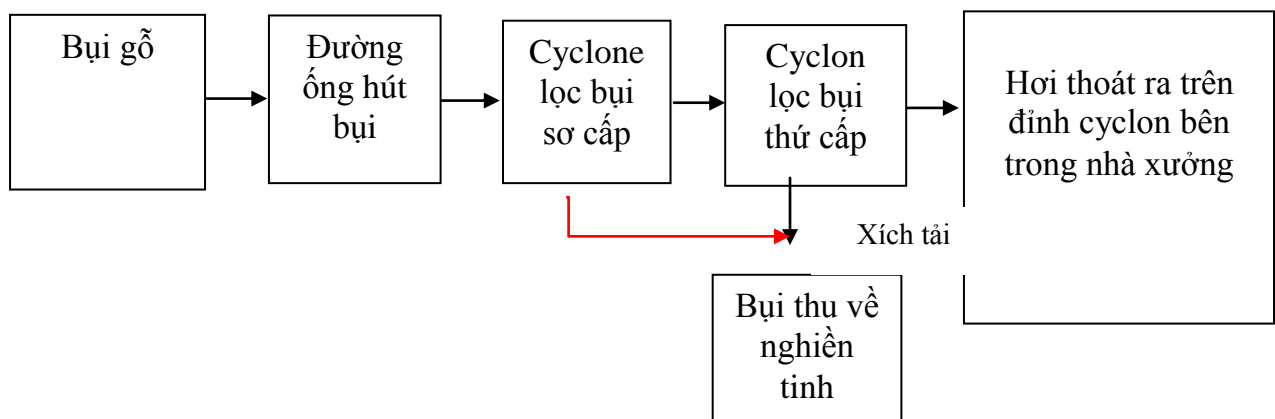 Bụi gỗ
Đường
ống hút
bụi
Cyclone
lọc bụi
sơ cấp
Cyclon
lọc bụi
thứ cấp
Hơi thoát ra trên
đỉnh cyclon bên
trong nhà xưởng
Xích tải
Bụi thu về
nghiền
tinh